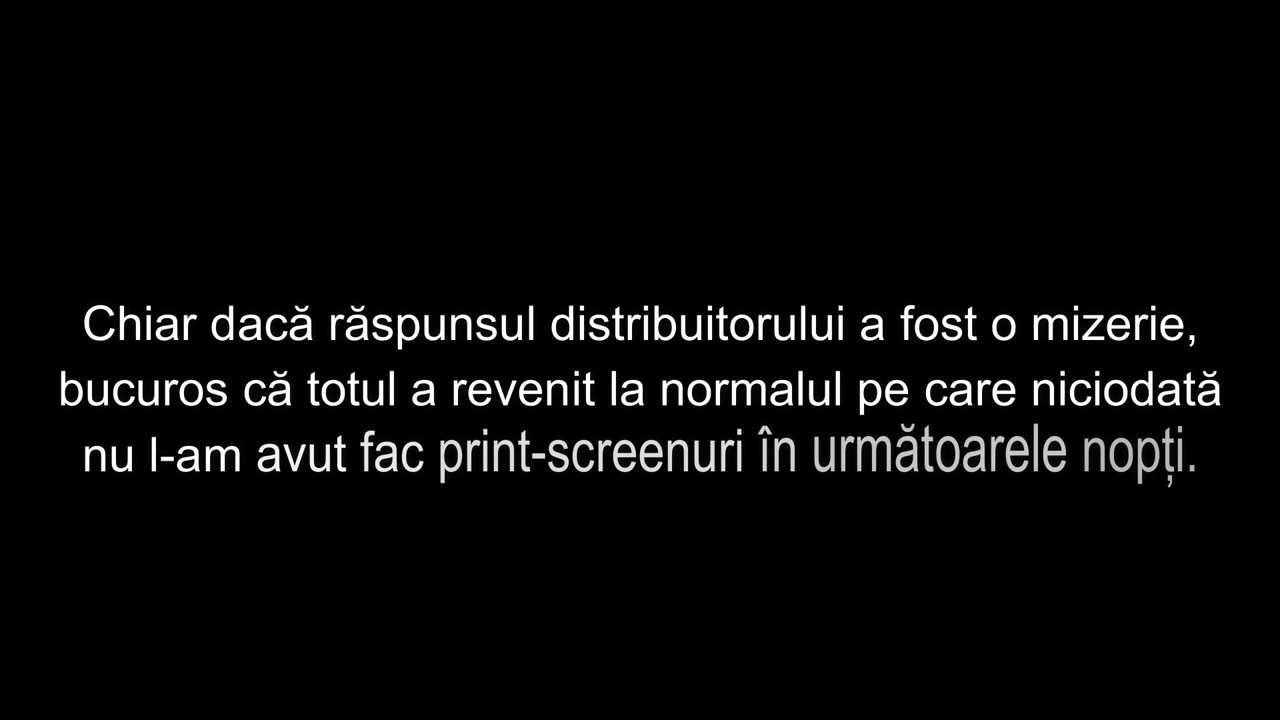 Chiar dacă răspunsul distribuitorului a fost o mizerie,
bucuros că totul a revenit la normalul pe care niciodată
nu l-am avut fac print-screenuri în următoarele nopți.